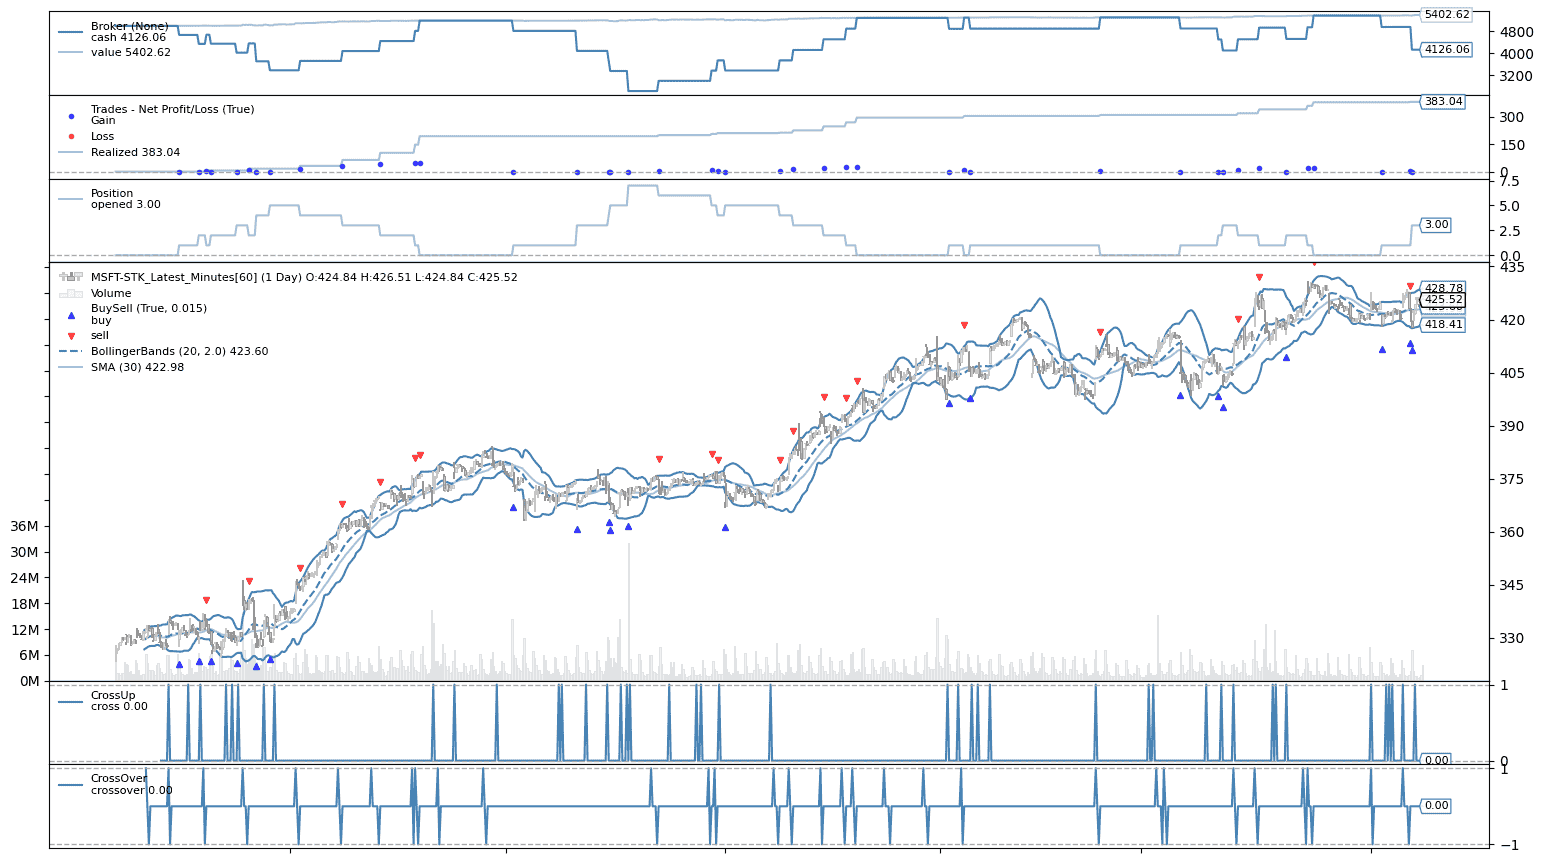 Broker (None)
cash 4126.06
value 5402.62
5402.62
4800
4126.06
4000
3200
Trades - Net Profit/Loss (True)
Gain
Loss
Realized 383.04
383.04
300
150
0
Position
opened 3.00
7.5
5.0
3.00
2.5
0.0
MSFT-STK_Latest_Minutes[60] (1 Day) O:424.84 H:426.51 L:424.84 C:425.52
Volume
BuySell (True, 0.015)
buy
sell
BollingerBands (20, 2.0) 423.60
SMA (30) 422.98
435
428.78
425.52
420
418.41
405
390
375
360
345
330
36M
30M
24M
18M
12M
6M
0M
CrossUp
cross 0.00
1
0.00
0
CrossOver
crossover 0.00
1
0.00
−1